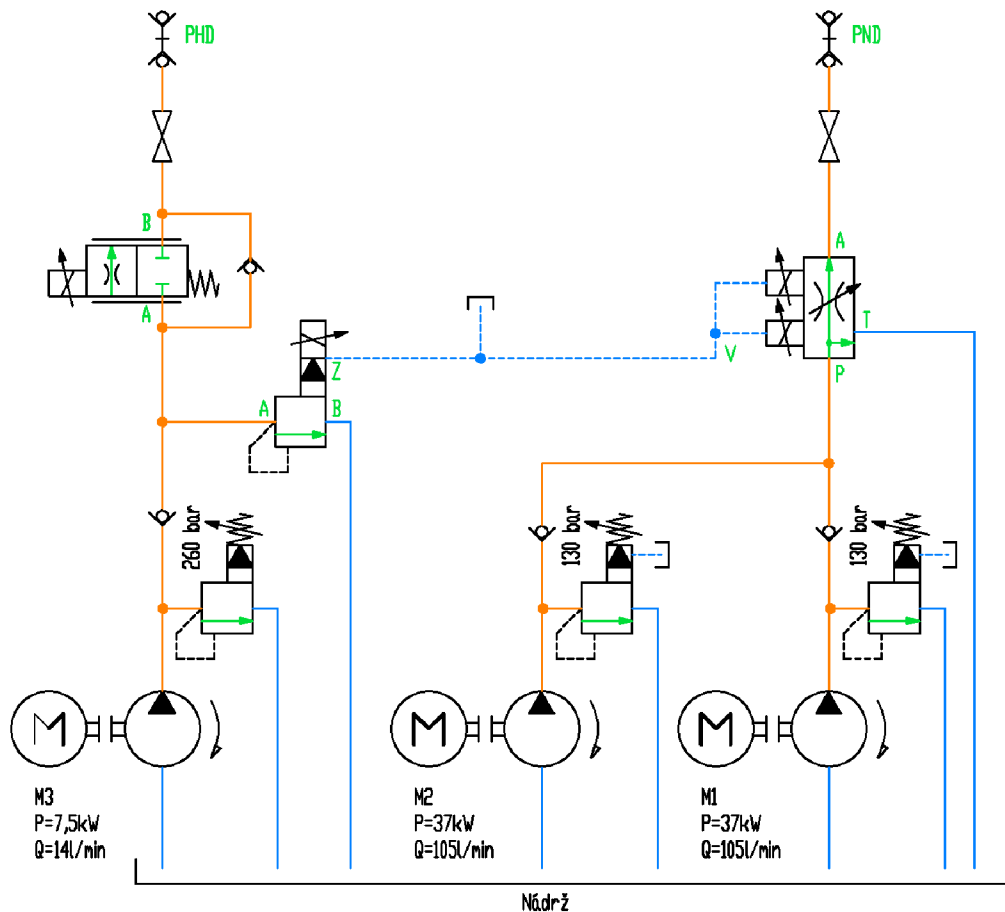 PHD
PND
B
A
A
T
Z
V
P
A
B
260 bar
130 bar
130 bar
M
M
M
M3
P=7,5kW
Q=14l/min
M2
P=37kW
Q=105l/min
M1
P=37kW
Q=105l/min
Nádrž